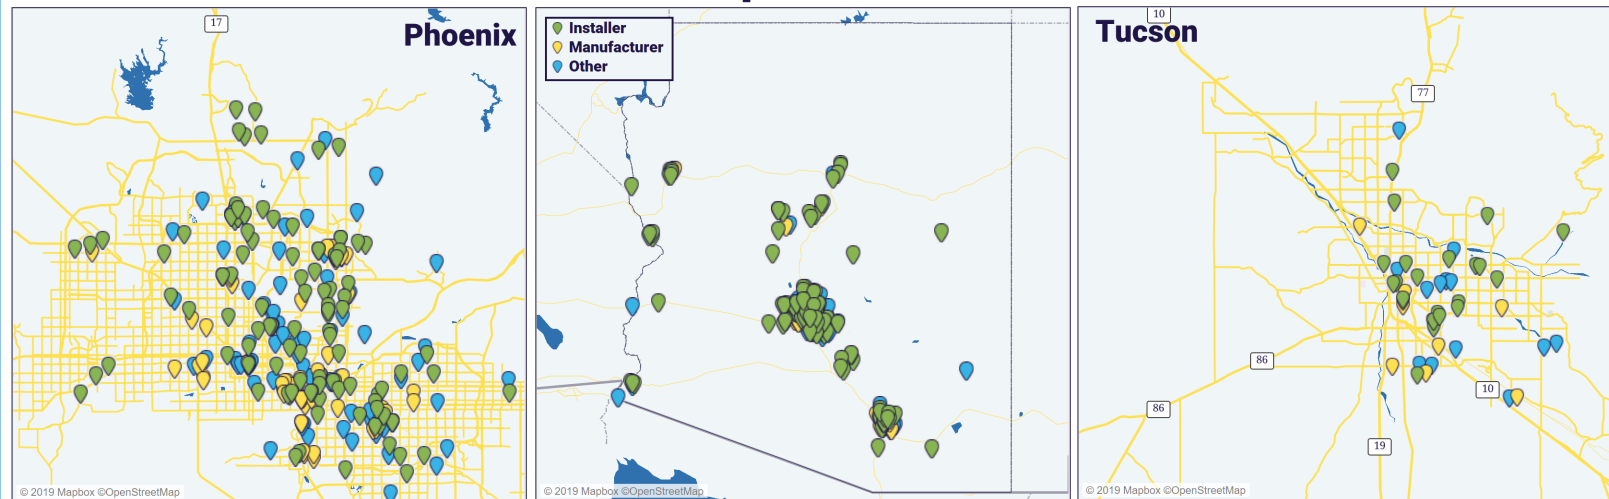 17
Phoenix
© 2019 Mapbox ©OpenStreetMap
Installer
Manufacturer
Other
© 2019 Mapbox ©OpenStreetMap
10
Tucson
77
86
10
86
19
© 2019 Mapbox ©OpenStreetMap